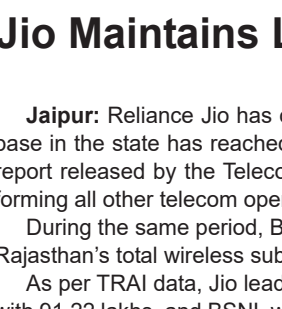 Jio Maintains L
Jaipur: Reliance Jio has
base in the state has reached
report released by the Teleco
forming all other telecom oper
During the same period, B
Rajasthan's total wireless sub
As per TRAI data, Jio lead
with 91.22 lakhs, and BSNL w